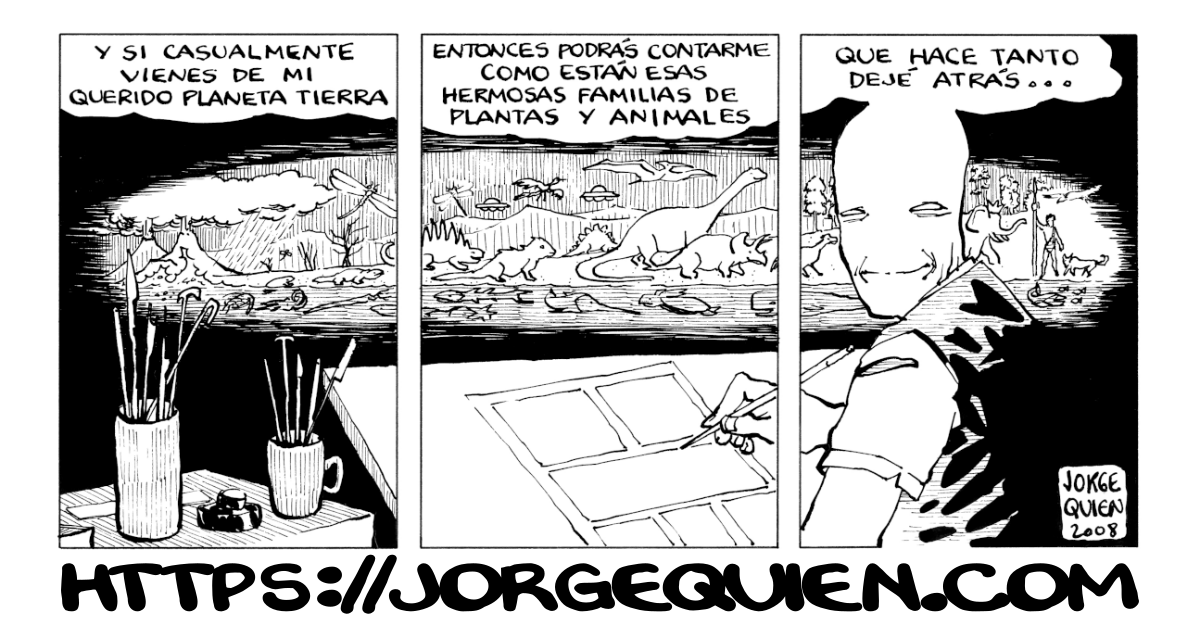 Y SI CASUALMENTE
VIENES DE MI
QUERIDO PLANETA TIERRA
ENTONCES PODRÁS CONTARME
COMO ESTÁN ESAS
HERMOSAS FAMILIAS DE
PLANTAS Y ANIMALES
QUE HACE TANTO
DEJÉ ATRÁS...
JORGE
QUIEN
2008
HTTPS://JORGEQUIEN.COM